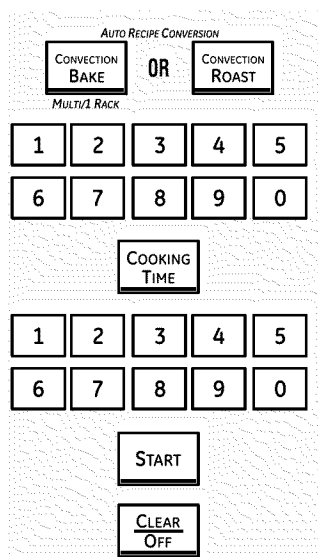 AUTO RECIPE CONVERSION
CONVECTION
BAKE
OR
CONVECTION
ROAST
MULTI/1 RACK
1 2 3 4 5
6 7 8 9 0
COOKING
TIME
1 2 3 4 5
6 7 8 9 0
START
CLEAR
OFF